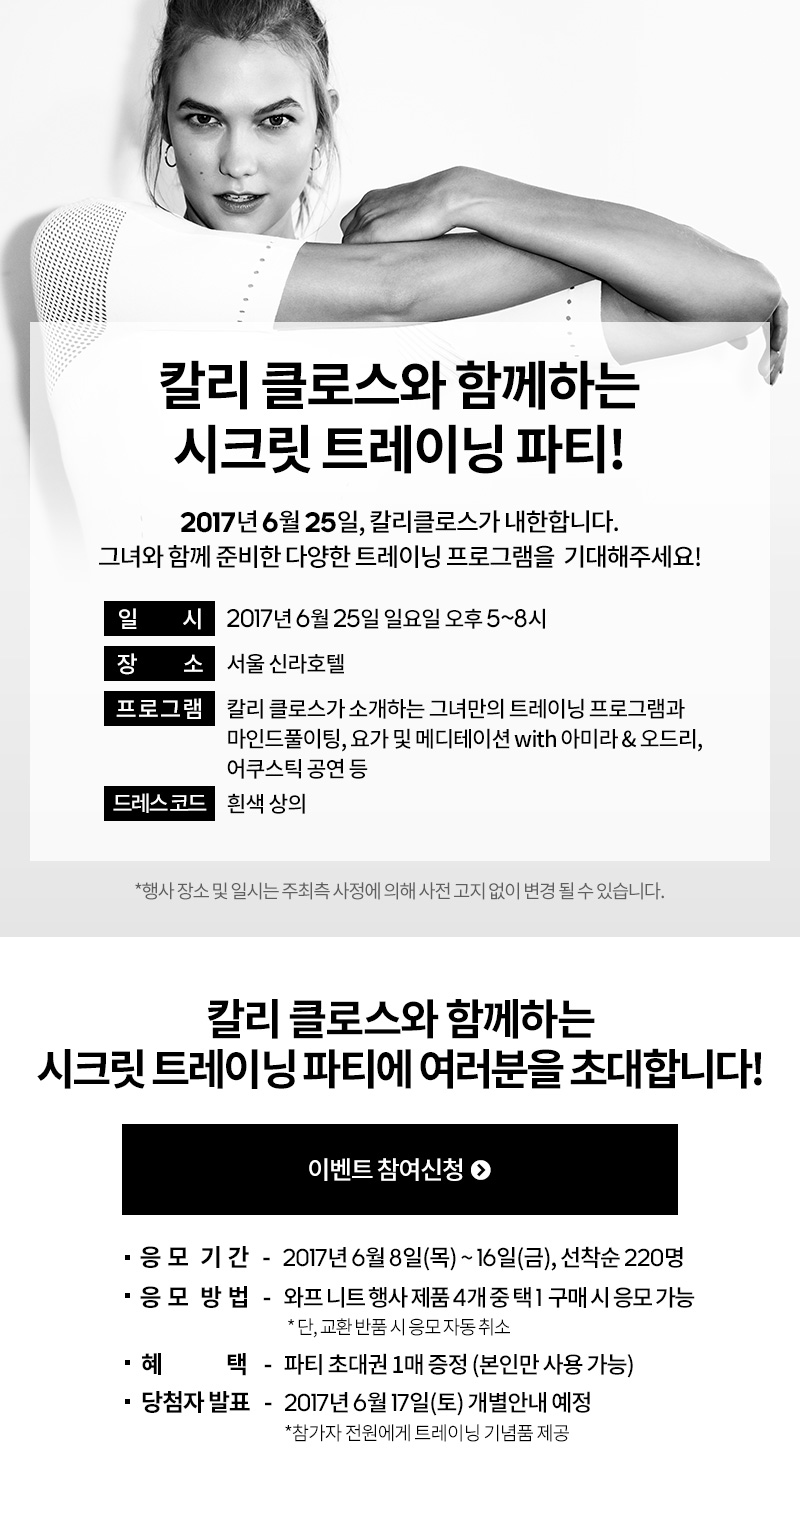 칼리 클로스와 함께하는
시크릿 트레이닝 파티!
2017년 6월 25일, 칼리클로스가 내한합니다.
그녀와 함께 준비한 다양한 트레이닝 프로그램을 기대해주세요!
일 시 2017년 6월 25일 일요일 오후 5~8시
장 소 서울 신라호텔
프로그램 칼리 클로스가 소개하는 그녀만의 트레이닝 프로그램과
마인드풀이팅, 요가 및 메디테이션 with 아미라 & 오드리,
어쿠스틱 공연 등
드레스코드 흰색 상의
*행사 장소 및 일시는 주최측 사정에 의해 사전 고지 없이 변경 될 수 있습니다.
칼리 클로스와 함께하는
시크릿 트레이닝 파티에 여러분을 초대합니다!
이벤트 참여신청
▪ 응 모 기 간 - 2017년 6월 8일(목) ~ 16일(금), 선착순 220명
▪ 응 모 방 법 - 와프 니트 행사 제품 4개 중 택1 구매 시 응모 가능
* 단, 교환 반품 시 응모 자동 취소
▪ 혜 택 - 파티 초대권 1매 증정 (본인만 사용 가능)
▪ 당첨자 발표 - 2017년 6월 17일(토) 개별안내 예정
*참가자 전원에게 트레이닝 기념품 제공